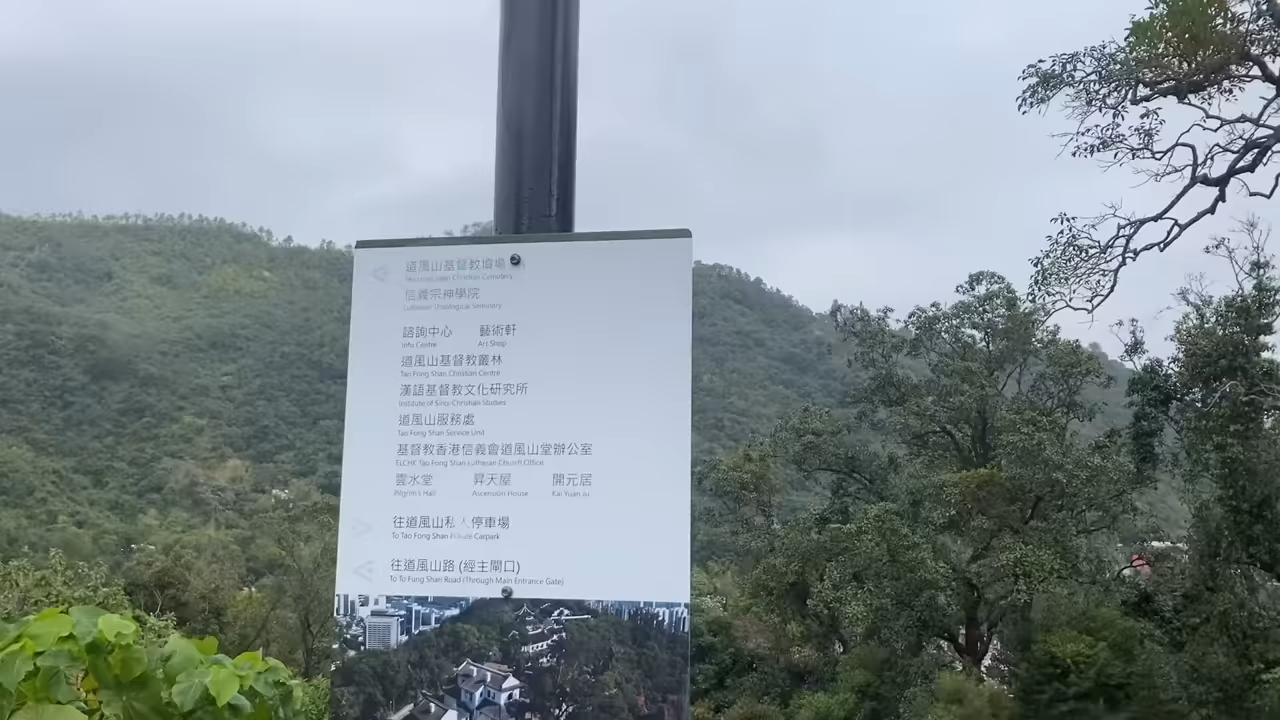 道風山基督教墳場
Tao Fong Shan Christian Cemetery
信義宗神學院
Lutheran Theological Seminary
諮詢中心 藝術軒
Info Centre Art Shop
道風山基督教叢林
Tao Fong Shan Christian Centre
漢語基督教文化研究所
Institute of Sino-Christian Studies
道風山服務處
Tao Fong Shan Service Unit
基督教香港信義會道風山堂辦公室
ELCHK Tao Fong Shan Lutheran Church Office
雲水堂 昇天屋 開元居
Pilgrim's Hall Ascension House Kai Yuan Ju
往道風山私人停車場
To Tao Fong Shan Private Carpark
往道風山路 (經主閘口)
To To Fung Shan Road (Through Main Entrance Gate)